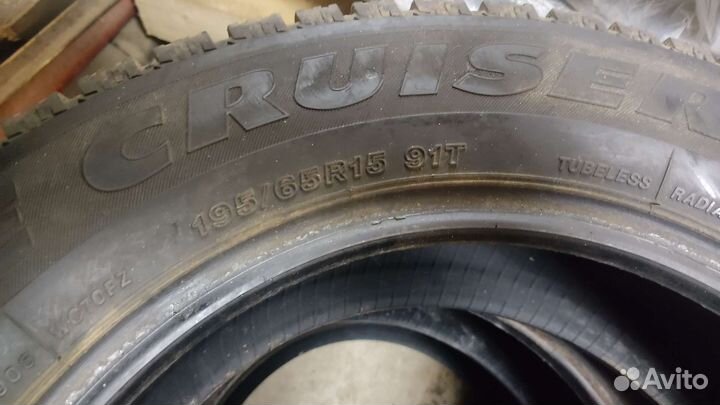 CRUISER
195/65R15 91T
TUBELESS
RADIA
Avito